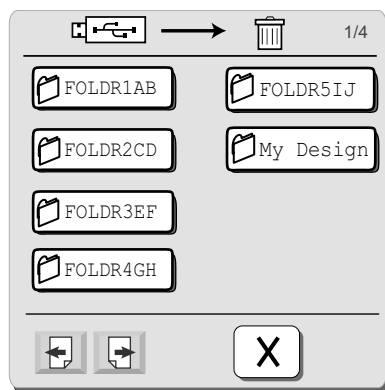 1/4
FOLDR1AB
FOLDR5IJ
FOLDR2CD
My Design
FOLDR3EF
FOLDR4GH
X